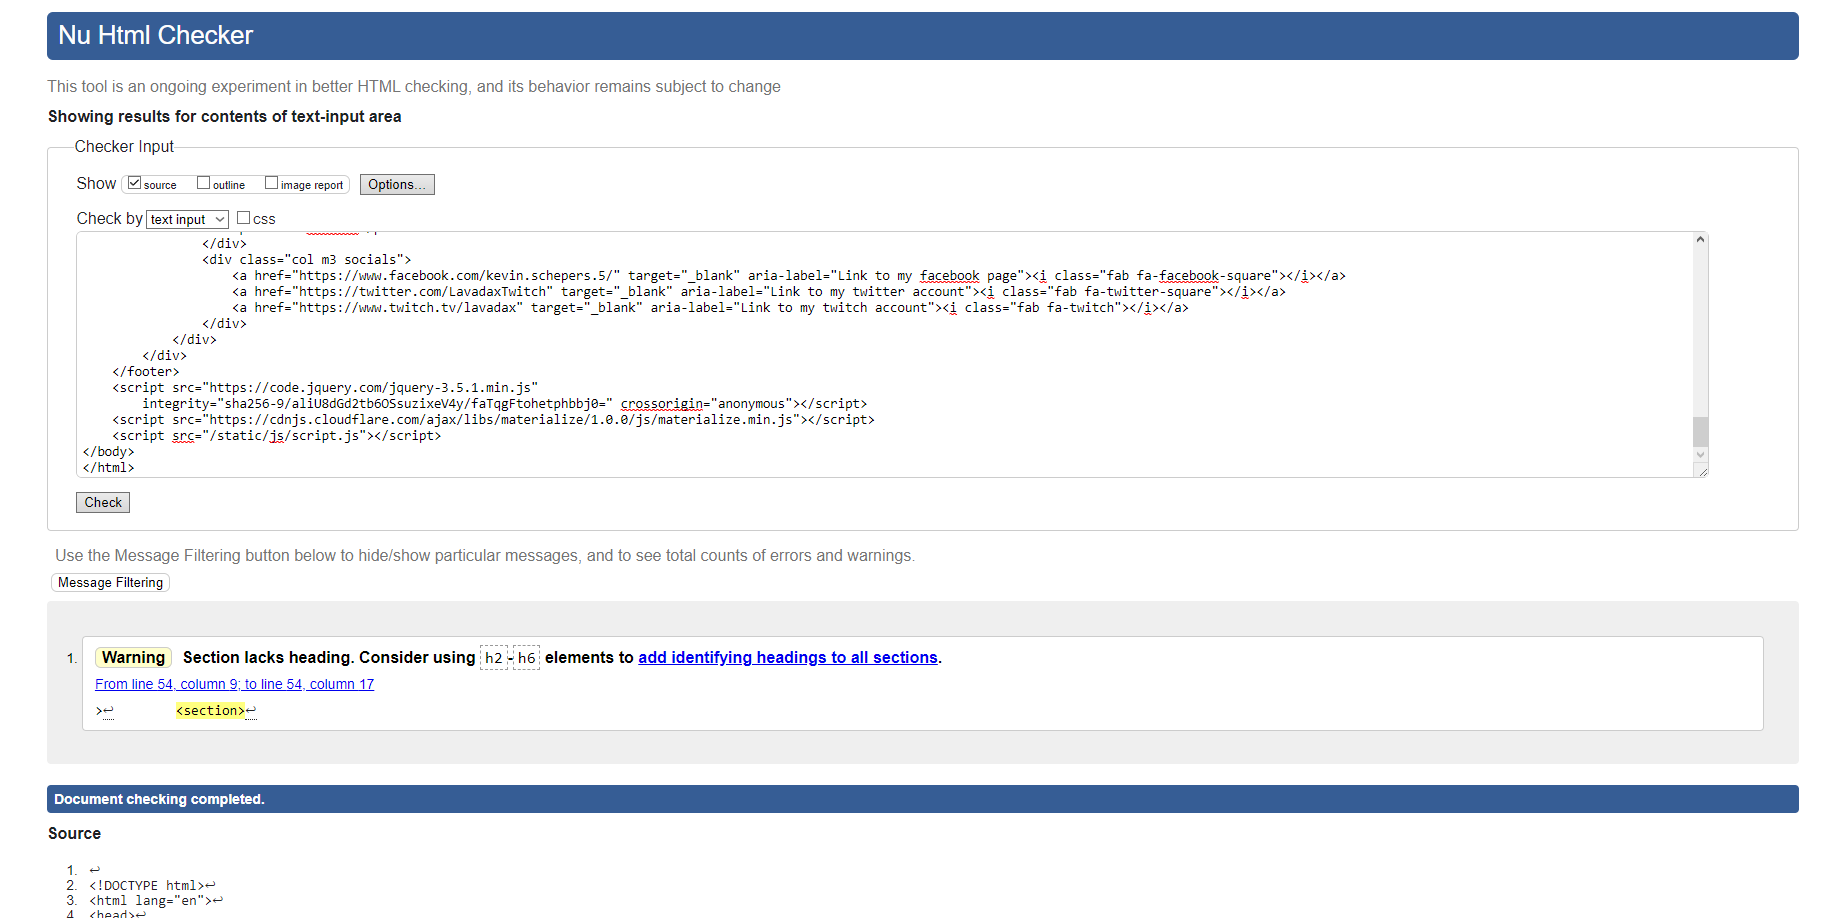 Nu Html Checker
This tool is an ongoing experiment in better HTML checking, and its behavior remains subject to change
Showing results for contents of text-input area
Checker Input
Show source outline image report Options...
Check by text input css
</div>
<div class="col m3 socials">
<a href="https://www.facebook.com/kevin.schepers.5/" target="_blank" aria-label="Link to my facebook page"><i class="fab fa-facebook-square"></i></a>
<a href="https://twitter.com/LavadaxTwitch" target="_blank" aria-label="Link to my twitter account"><i class="fab fa-twitter-square"></i></a>
<a href="https://www.twitch.tv/lavadax" target="_blank" aria-label="Link to my twitch account"><i class="fab fa-twitch"></i></a>
</div>
</div>
</div>
</footer>
<script src="https://code.jquery.com/jquery-3.5.1.min.js"
integrity="sha256-9/aliU8dGd2tb6OSsuzixeV4y/faTqgFtohetphbbj0=" crossorigin="anonymous"></script>
<script src="https://cdnjs.cloudflare.com/ajax/libs/materialize/1.0.0/js/materialize.min.js"></script>
<script src="/static/js/script.js"></script>
</body>
</html>
Check
Use the Message Filtering button below to hide/show particular messages, and to see total counts of errors and warnings.
Message Filtering
1. Warning Section lacks heading. Consider using h2-h6 elements to add identifying headings to all sections.
From line 54, column 9; to line 54, column 17
>↩ <section>↩
Document checking completed.
Source
1. ↩
2. <!DOCTYPE html>↩
3. <html lang="en">↩
4. <head>↩